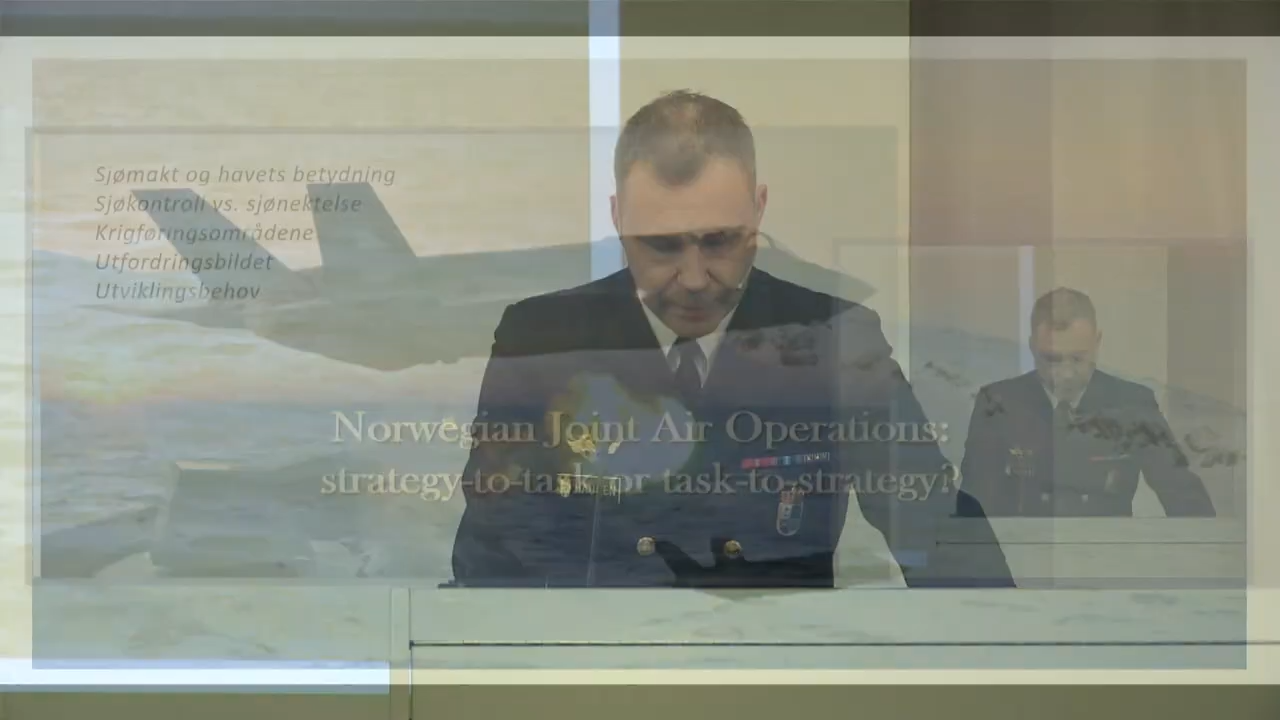 Sjømakt og havets betydning
Sjøkontroll vs. sjønektelse
Krigføringsområdene
Utfordringsbildet
Utviklingsbehov
Norwegian Joint Air Operations:
strategy-to-task or task-to-strategy?